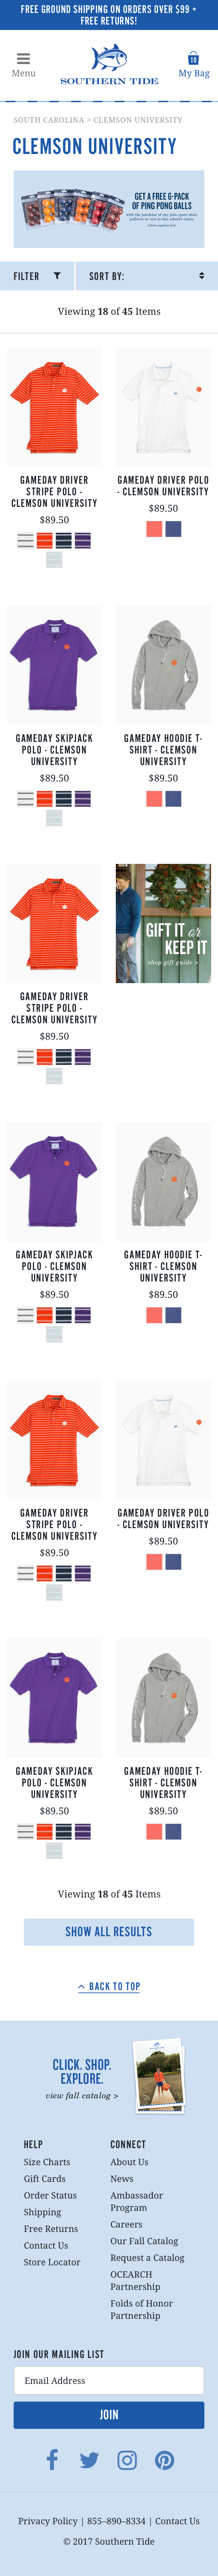 FREE GROUND SHIPPING ON ORDERS OVER $99 +
FREE RETURNS!
Menu
SOUTHERN TIDE
10
My Bag
SOUTH CAROLINA > CLEMSON UNIVERSITY
CLEMSON UNIVERSITY
GET A FREE 6-PACK
OF PING PONG BALLS
with the purchase of any polo, sport shirt,
pullover or vest in this school's colors.
while supplies last
FILTER
SORT BY:
Viewing 18 of 45 Items
GAMEDAY DRIVER
STRIPE POLO -
CLEMSON UNIVERSITY
$89.50
GAMEDAY DRIVER POLO
- CLEMSON UNIVERSITY
$89.50
GAMEDAY SKIPJACK
POLO - CLEMSON
UNIVERSITY
$89.50
GAMEDAY HOODIE T-
SHIRT - CLEMSON
UNIVERSITY
$89.50
GAMEDAY DRIVER
STRIPE POLO -
CLEMSON UNIVERSITY
$89.50
GIFT IT or
KEEP IT
shop gift guide >
GAMEDAY SKIPJACK
POLO - CLEMSON
UNIVERSITY
$89.50
GAMEDAY HOODIE T-
SHIRT - CLEMSON
UNIVERSITY
$89.50
GAMEDAY DRIVER
STRIPE POLO -
CLEMSON UNIVERSITY
$89.50
GAMEDAY DRIVER POLO
- CLEMSON UNIVERSITY
$89.50
GAMEDAY SKIPJACK
POLO - CLEMSON
UNIVERSITY
$89.50
GAMEDAY HOODIE T-
SHIRT - CLEMSON
UNIVERSITY
$89.50
Viewing 18 of 45 Items
SHOW ALL RESULTS
BACK TO TOP
CLICK. SHOP.
EXPLORE.
view fall catalog >
HELP
Size Charts
Gift Cards
Order Status
Shipping
Free Returns
Contact Us
Store Locator
CONNECT
About Us
News
Ambassador
Program
Careers
Our Fall Catalog
Request a Catalog
OCEARCH
Partnership
Folds of Honor
Partnership
JOIN OUR MAILING LIST
Email Address
JOIN
Privacy Policy | 855–890–8334 | Contact Us
© 2017 Southern Tide